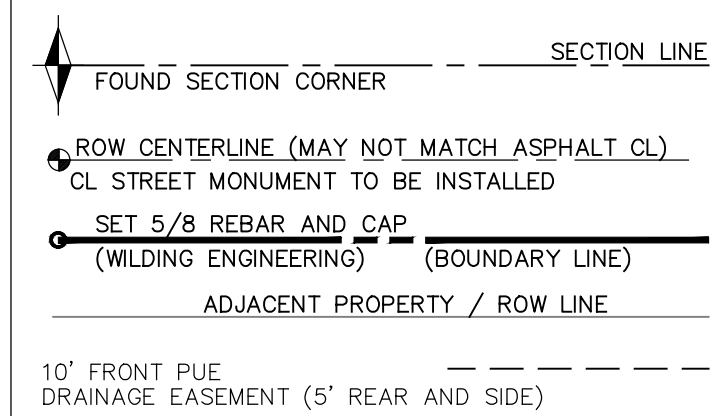 SECTION LINE
FOUND SECTION CORNER
ROW CENTERLINE (MAY NOT MATCH ASPHALT CL)
CL STREET MONUMENT TO BE INSTALLED
SET 5/8 REBAR AND CAP
(WILDING ENGINEERING) (BOUNDARY LINE)
ADJACENT PROPERTY / ROW LINE
10' FRONT PUE
DRAINAGE EASEMENT (5' REAR AND SIDE)